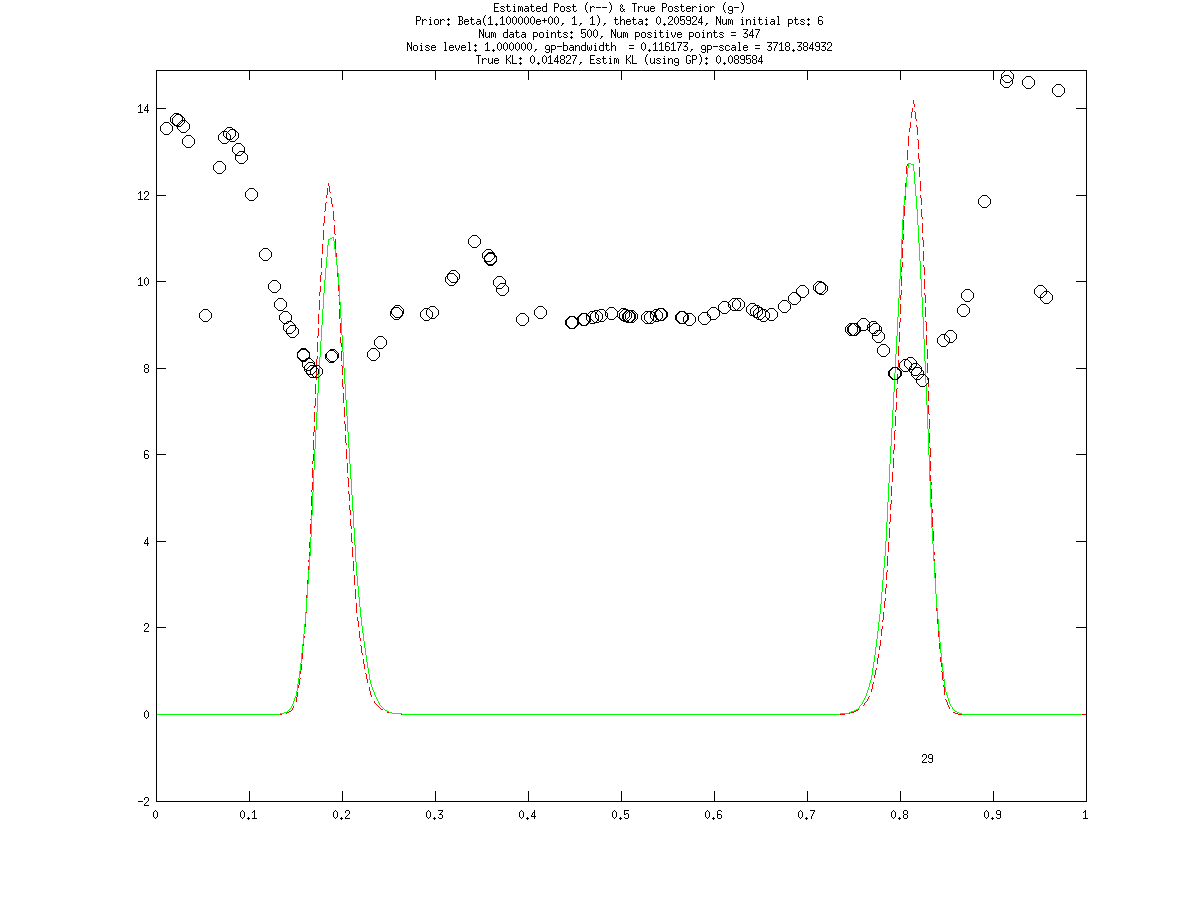 Estimated Post (r--) & True Posterior (g-)
Prior: Beta(1.100000e+00, 1, 1), theta: 0.205924, Num initial pts: 6
Num data points: 500, Num positive points = 347
Noise level: 1.000000, gp-bandwidth  = 0.116173, gp-scale = 3718.384932
True KL: 0.014827, Estim KL (using GP): 0.089584
14
12
10
8
6
4
2
0
29
-2
0 0.1 0.2 0.3 0.4 0.5 0.6 0.7 0.8 0.9 1